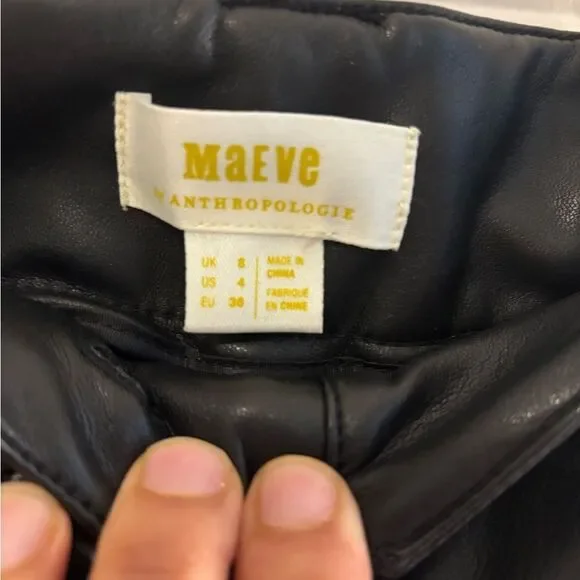 MaEVe
BY ANTHROPOLOGIE
UK 8
US 4
EU 36
MADE IN
CHINA
FABRIQUÉ
EN CHINE